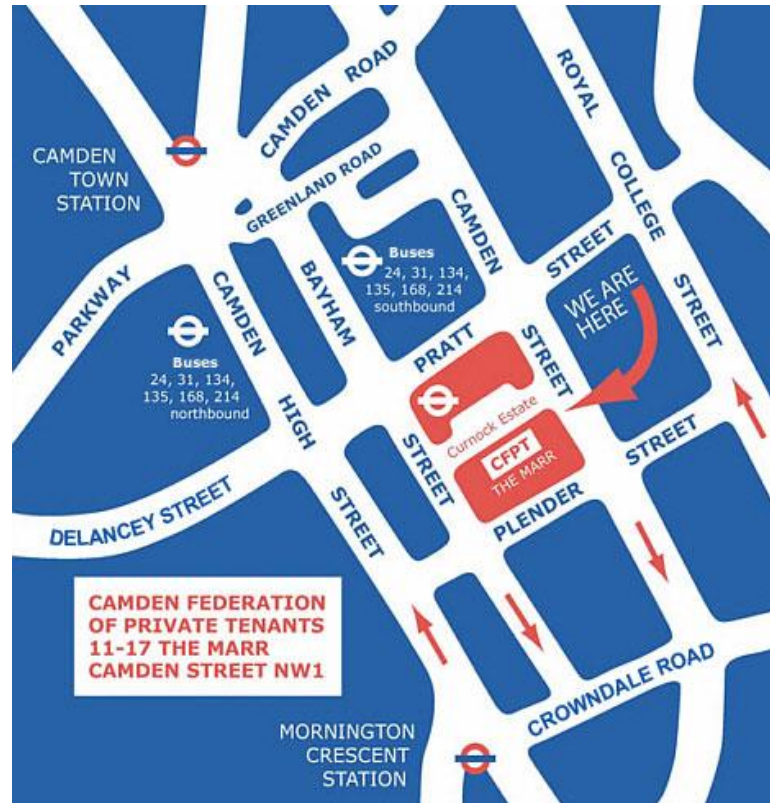 CAMDEN ROAD
ROYAL COLLEGE STREET
CAMDEN
TOWN
STATION
GREENLAND ROAD
PARKWAY
CAMDEN HIGH STREET
BAYHAM STREET
CAMDEN STREET
Buses
24, 31, 134,
135, 168, 214
southbound
PRATT STREET
WE ARE
HERE
Buses
24, 31, 134,
135, 168, 214
northbound
Curnock Estate
CFPT
THE MARR
PLENDER STREET
DELANCEY STREET
CAMDEN FEDERATION
OF PRIVATE TENANTS
11-17 THE MARR
CAMDEN STREET NW1
CROWNDALE ROAD
MORNINGTON
CRESCENT
STATION